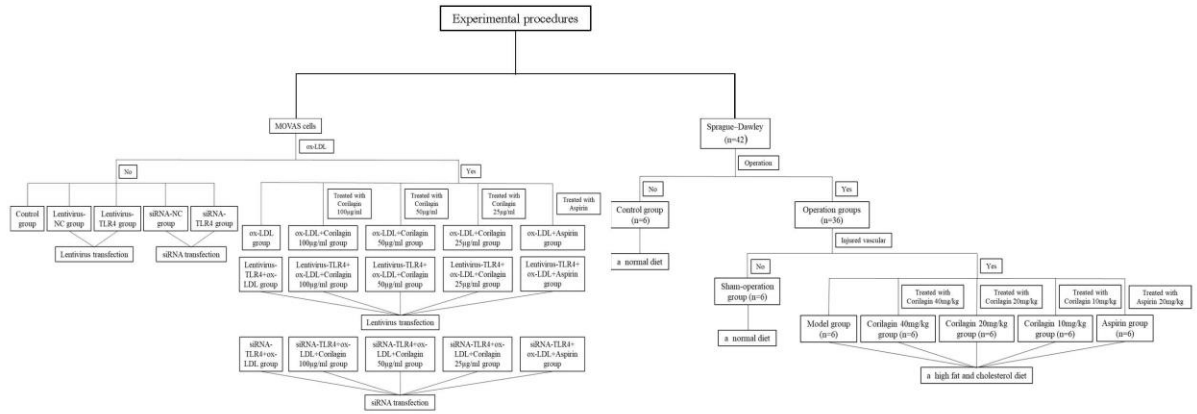 Experimental procedures
MOVAS cells
ox-LDL
No
Yes
Control
group
Lentivirus-
NC group
Lentivirus-
TLR4 group
siRNA-NC
group
siRNA-
TLR4 group
Lentivirus transfection
siRNA transfection
Treated with
Corilagin
100μg/ml
Treated with
Corilagin
50μg/ml
Treated with
Corilagin
25μg/ml
Treated with
Aspirin
ox-LDL
group
ox-LDL+Corilagin
100μg/ml group
ox-LDL+Corilagin
50μg/ml group
ox-LDL+Corilagin
25μg/ml group
ox-LDL+Aspirin
group
Lentivirus-
TLR4+ox-
LDL group
Lentivirus-TLR4+
ox-LDL+Corilagin
100μg/ml group
Lentivirus-TLR4+
ox-LDL+Corilagin
50μg/ml group
Lentivirus-TLR4+
ox-LDL+Corilagin
25μg/ml group
Lentivirus-TLR4+
ox-LDL+Aspirin
group
Lentivirus transfection
siRNA-
TLR4+ox-
LDL group
siRNA-TLR4+ox-
LDL+Corilagin
100μg/ml group
siRNA-TLR4+ox-
LDL+Corilagin
50μg/ml group
siRNA-TLR4+ox-
LDL+Corilagin
25μg/ml group
siRNA-TLR4+
ox-LDL+Aspirin
group
siRNA transfection
Sprague–Dawley
(n=42)
Operation
No
Yes
Control group
(n=6)
a normal diet
Operation groups
(n=36)
Injured vascular
No
Yes
Sham-operation
group (n=6)
a normal diet
Treated with
Corilagin 40mg/kg
Treated with
Corilagin 20mg/kg
Treated with
Corilagin 10mg/kg
Treated with
Aspirin 20mg/kg
Model group
(n=6)
Corilagin 40mg/kg
group (n=6)
Corilagin 20mg/kg
group (n=6)
Corilagin 10mg/kg
group (n=6)
Aspirin group
(n=6)
a high fat and cholesterol diet